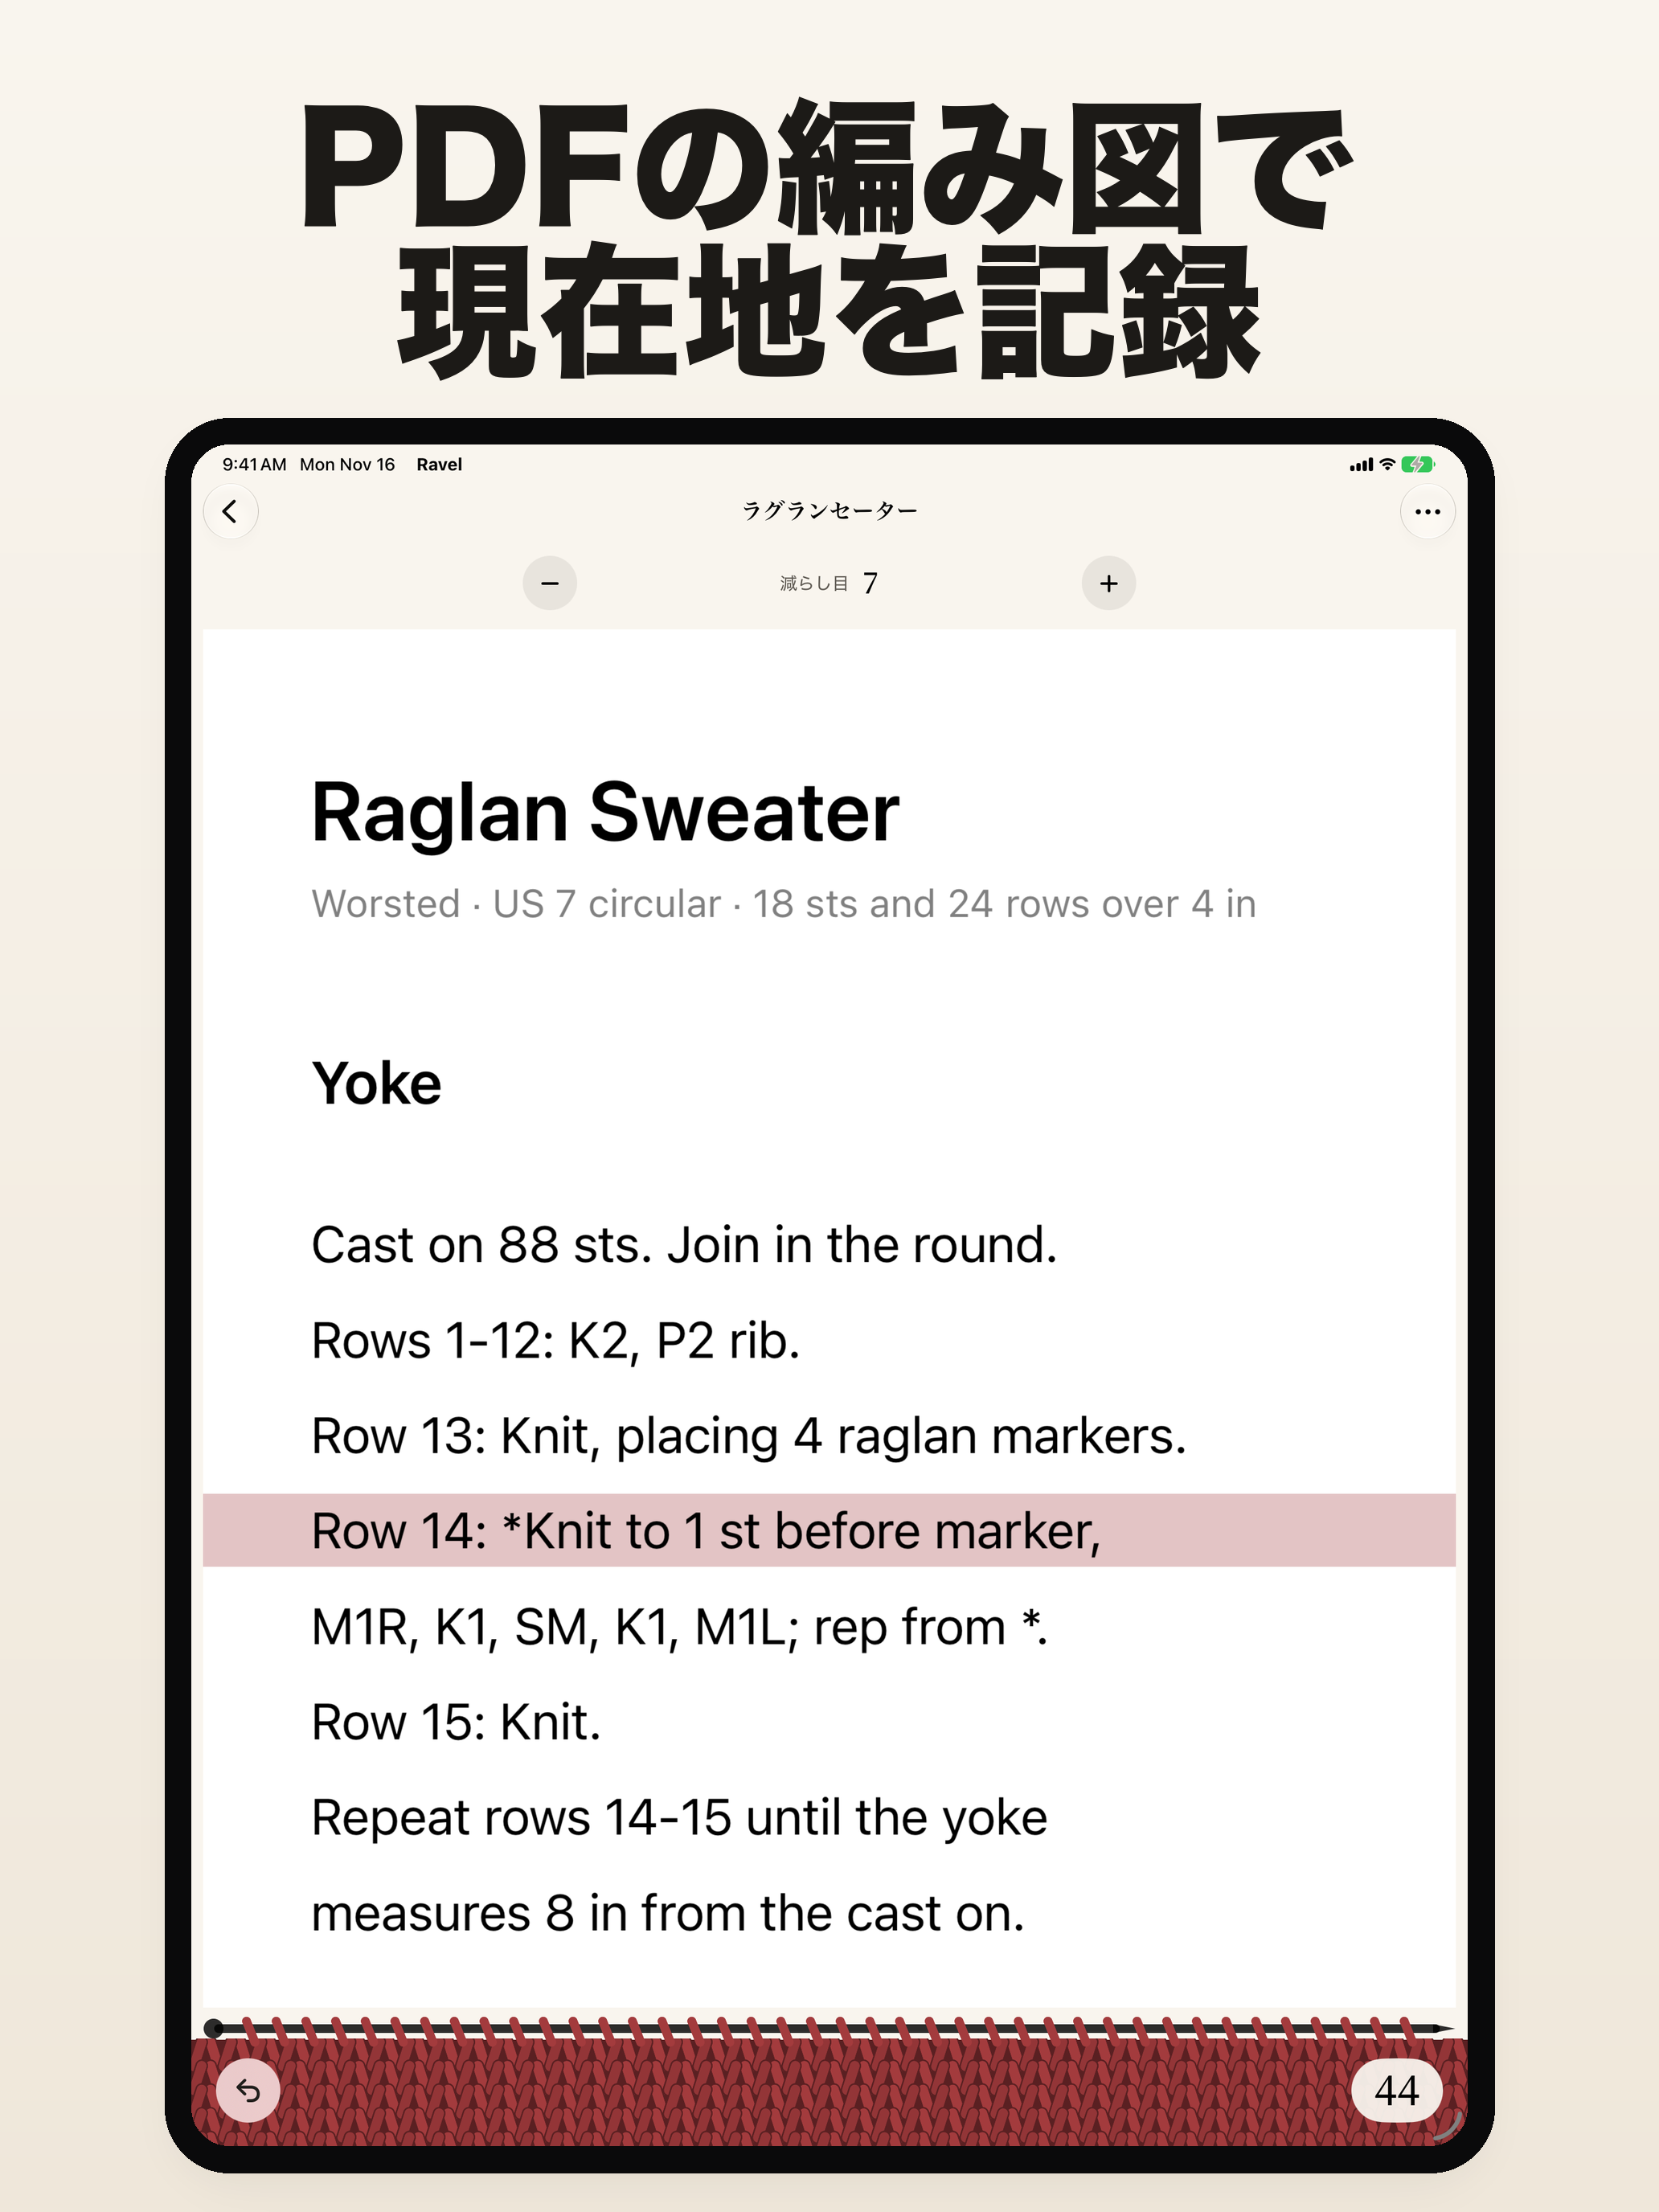 PDFの編み図で
現在地を記録
9:41 AM Mon Nov 16 Ravel
ラグランセーター
減らし目 7
Raglan Sweater
Worsted · US 7 circular · 18 sts and 24 rows over 4 in
Yoke
Cast on 88 sts. Join in the round.
Rows 1-12: K2, P2 rib.
Row 13: Knit, placing 4 raglan markers.
Row 14: *Knit to 1 st before marker,
M1R, K1, SM, K1, M1L; rep from *.
Row 15: Knit.
Repeat rows 14-15 until the yoke
measures 8 in from the cast on.
44